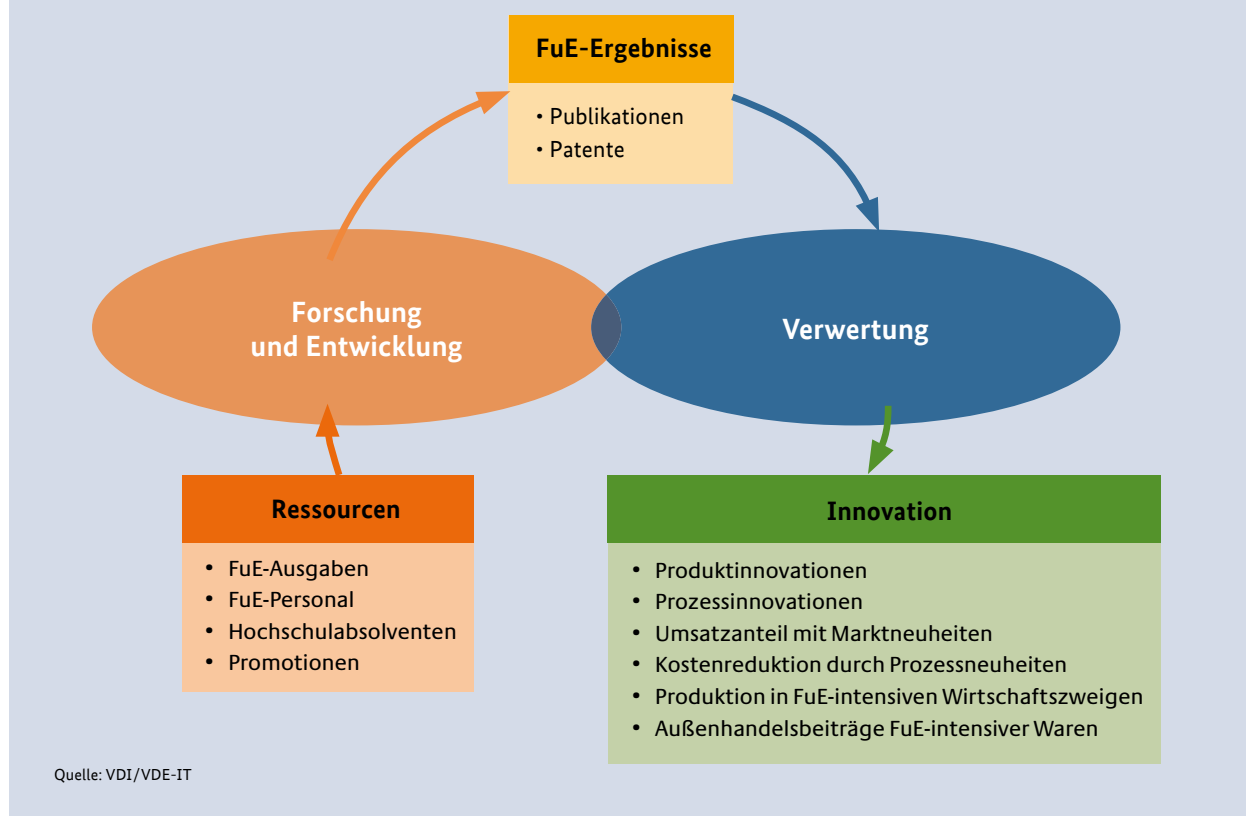 FuE-Ergebnisse
• Publikationen
• Patente
Forschung
und Entwicklung
Verwertung
Ressourcen
• FuE-Ausgaben
• FuE-Personal
• Hochschulabsolventen
• Promotionen
Innovation
• Produktinnovationen
• Prozessinnovationen
• Umsatzanteil mit Marktneuheiten
• Kostenreduktion durch Prozessneuheiten
• Produktion in FuE-intensiven Wirtschaftszweigen
• Außenhandelsbeiträge FuE-intensiver Waren
Quelle: VDI/VDE-IT